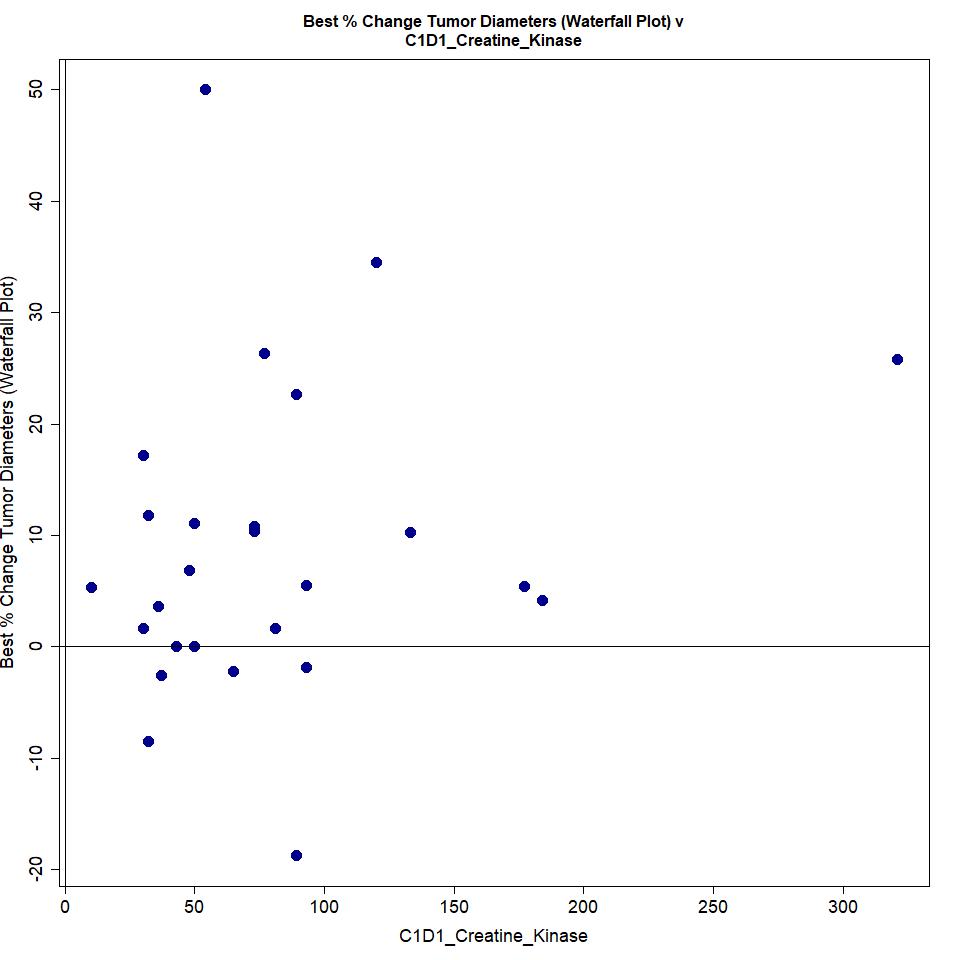 Best % Change Tumor Diameters (Waterfall Plot) v
C1D1_Creatine_Kinase
Best % Change Tumor Diameters (Waterfall Plot)
50
40
30
20
10
0
-10
-20
0 50 100 150 200 250 300
C1D1_Creatine_Kinase